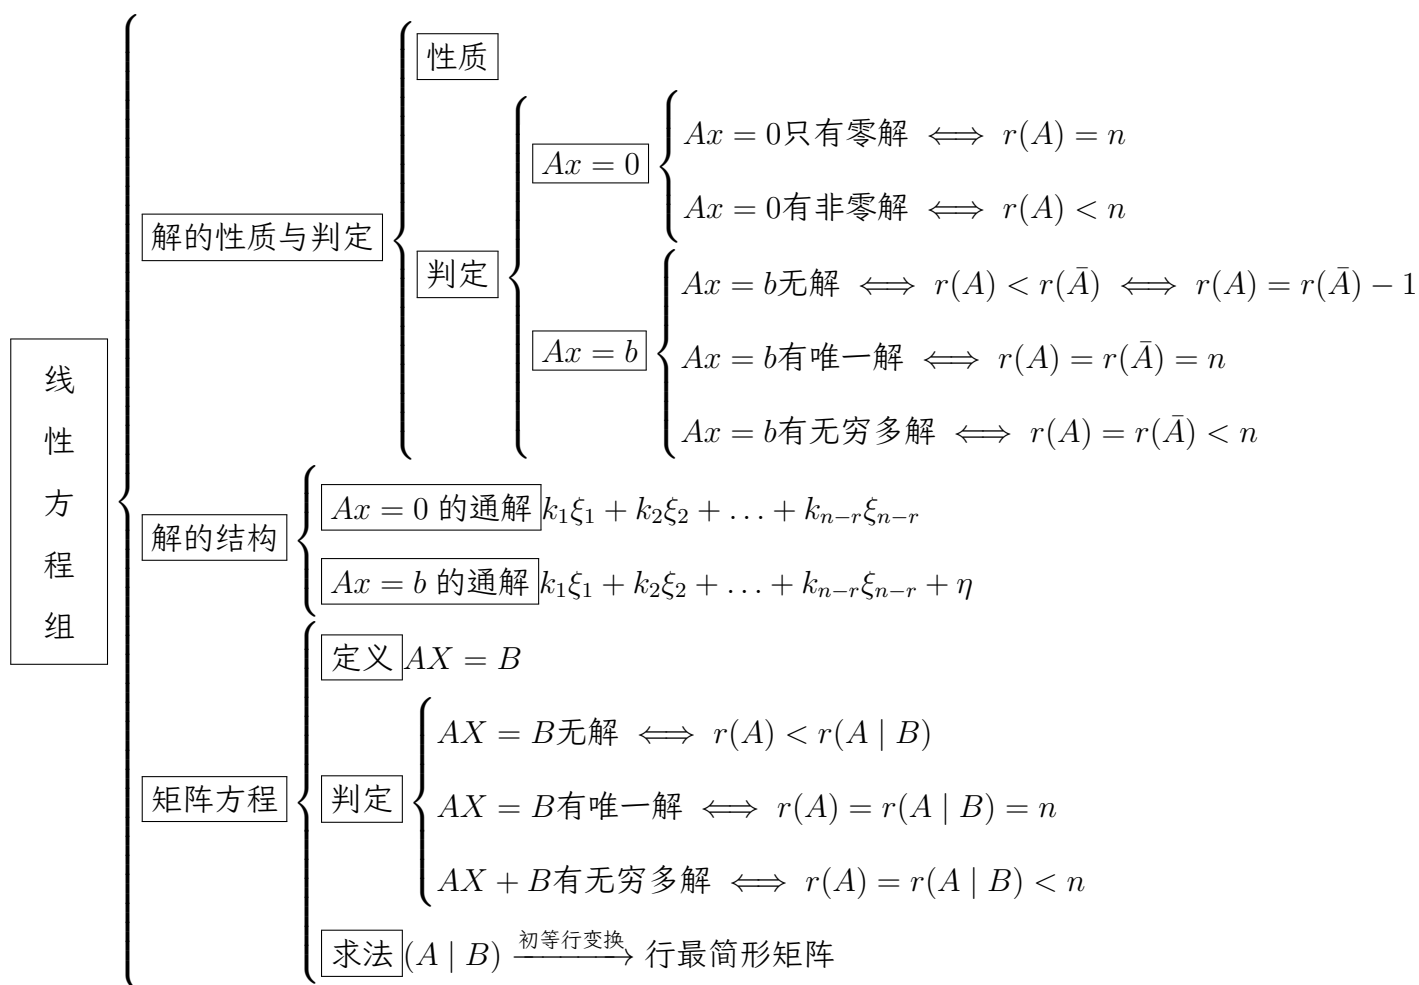 线
性
方
程
组
解的性质与判定
性质
判定
Ax = 0
Ax = 0只有零解 ⟺ r(A) = n
Ax = 0有非零解 ⟺ r(A) < n
Ax = b
Ax = b无解 ⟺ r(A) < r(Ā) ⟺ r(A) = r(Ā) − 1
Ax = b有唯一解 ⟺ r(A) = r(Ā) = n
Ax = b有无穷多解 ⟺ r(A) = r(Ā) < n
解的结构
Ax = 0 的通解 k₁ξ₁ + k₂ξ₂ + … + kₙ₋ᵣξₙ₋ᵣ
Ax = b 的通解 k₁ξ₁ + k₂ξ₂ + … + kₙ₋ᵣξₙ₋ᵣ + η
矩阵方程
定义 AX = B
判定
AX = B无解 ⟺ r(A) < r(A | B)
AX = B有唯一解 ⟺ r(A) = r(A | B) = n
AX + B有无穷多解 ⟺ r(A) = r(A | B) < n
求法 (A | B) 初等行变换→ 行最简形矩阵